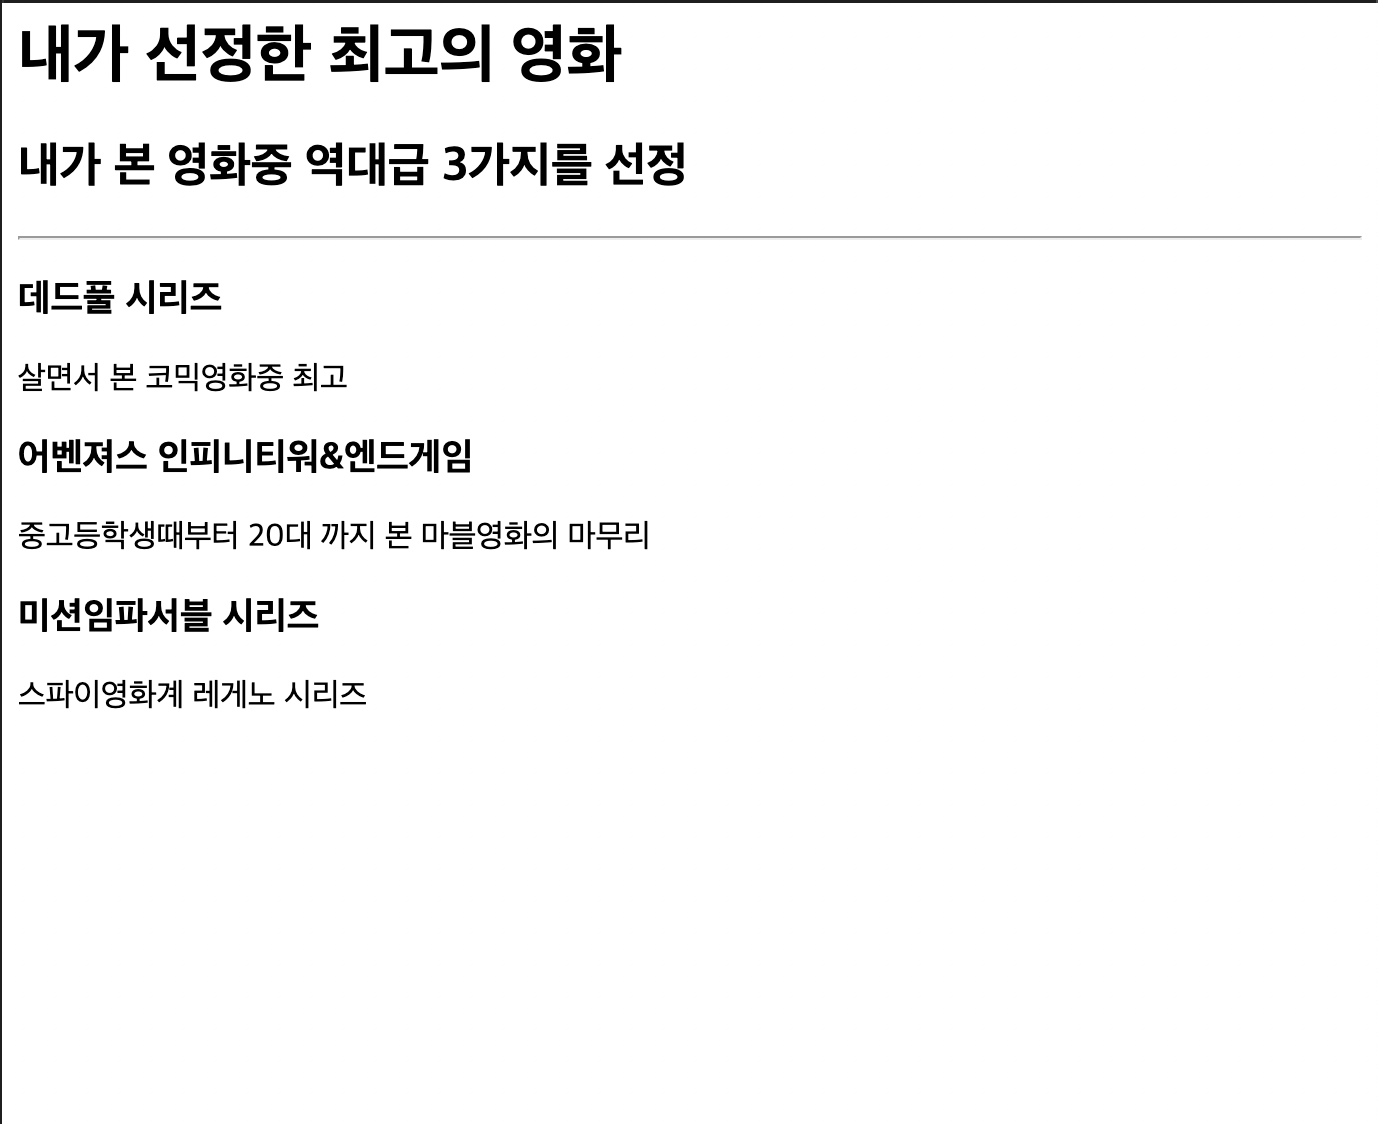 내가 선정한 최고의 영화
내가 본 영화중 역대급 3가지를 선정
데드풀 시리즈
살면서 본 코믹영화중 최고
어벤져스 인피니티워&엔드게임
중고등학생때부터 20대 까지 본 마블영화의 마무리
미션임파서블 시리즈
스파이영화계 레게노 시리즈